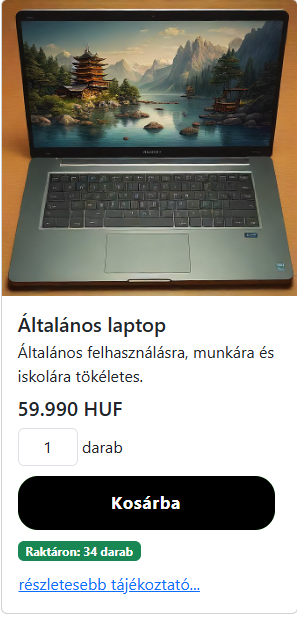 Általános laptop
Általános felhasználásra, munkára és
iskolára tökéletes.
59.990 HUF
1 darab
Kosárba
Raktáron: 34 darab
részletesebb tájékoztató...